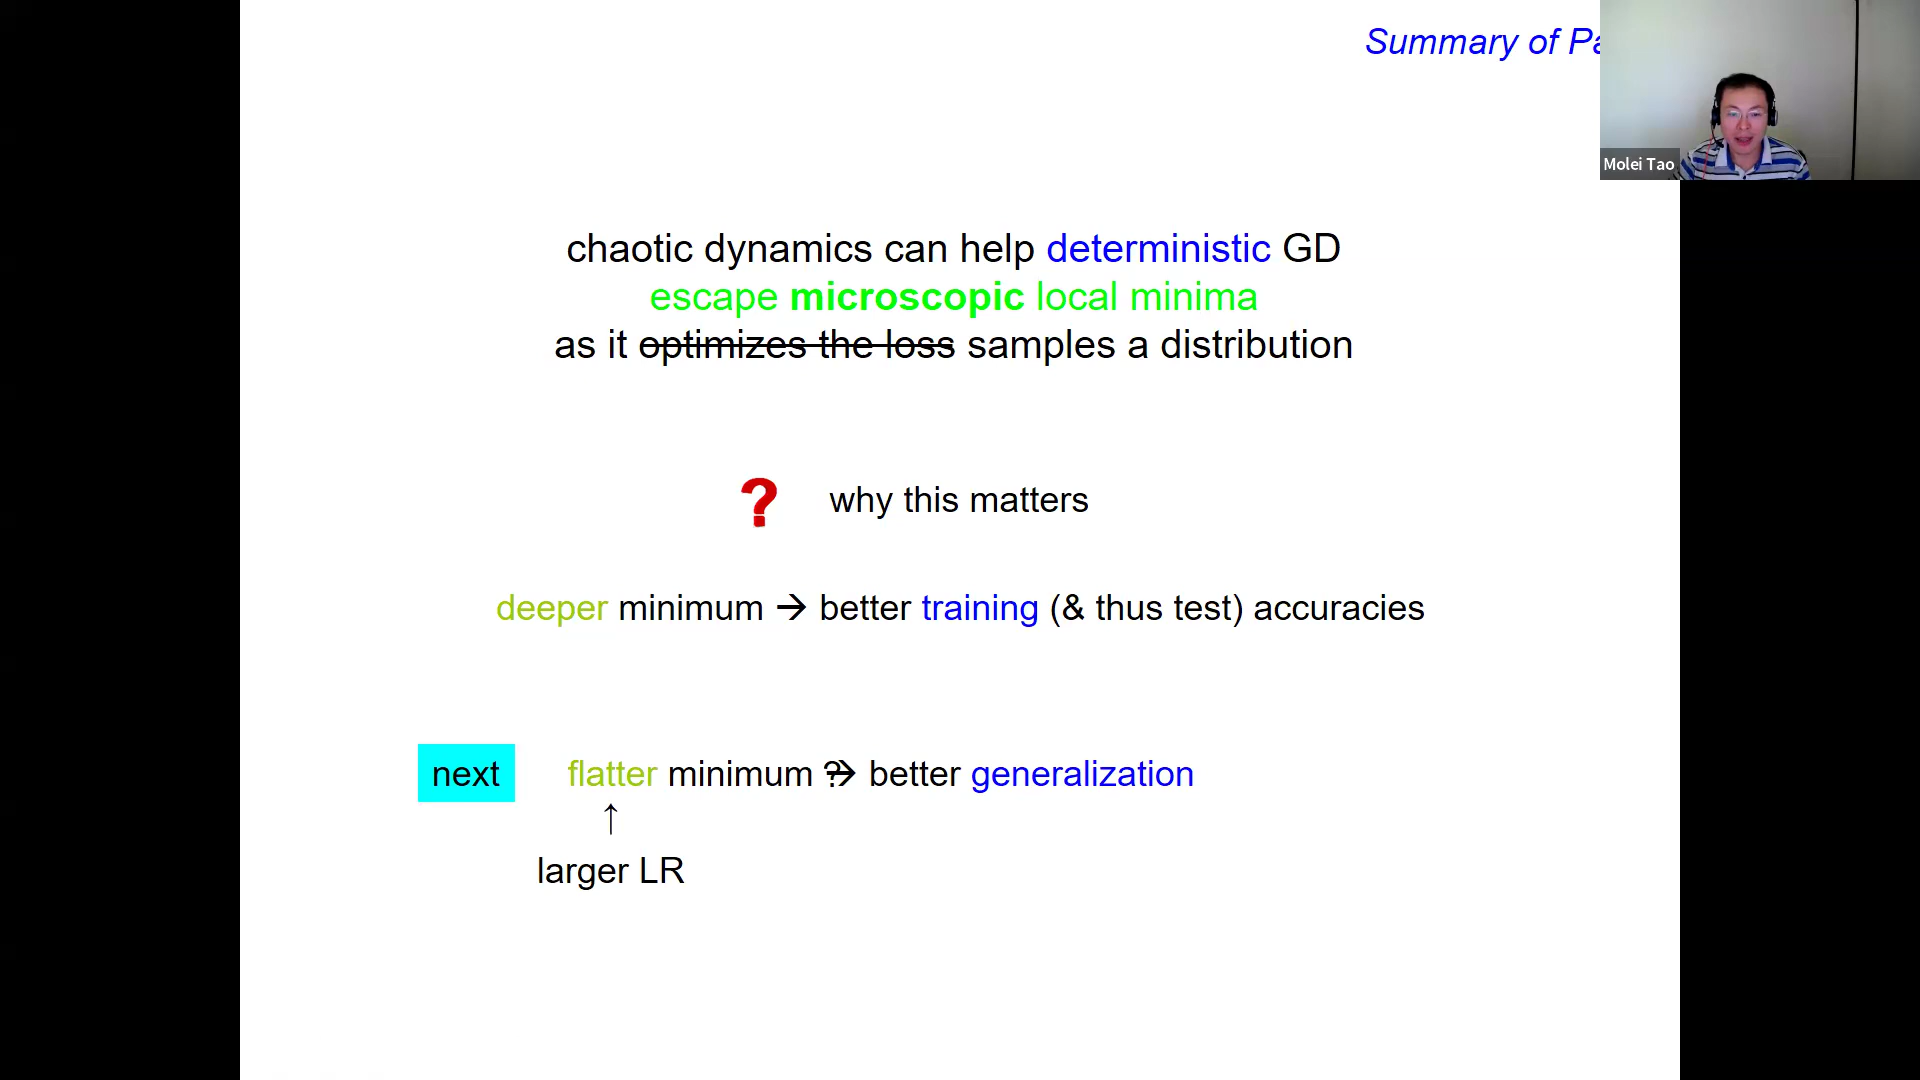 Summary of
Molei Tao
chaotic dynamics can help deterministic GD
escape microscopic local minima
as it optimizes the loss samples a distribution
? why this matters
deeper minimum → better training (& thus test) accuracies
next flatter minimum ?→ better generalization
↑
larger LR